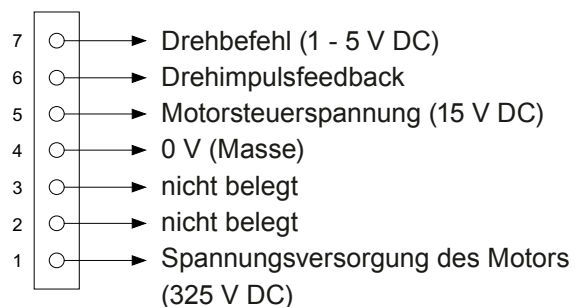 7 Drehbefehl (1 - 5 V DC)
6 Drehimpulsfeedback
5 Motorsteuerspannung (15 V DC)
4 0 V (Masse)
3 nicht belegt
2 nicht belegt
1 Spannungsversorgung des Motors
(325 V DC)